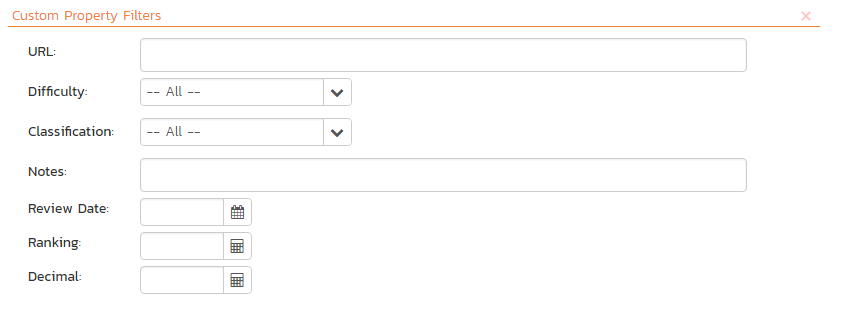 Custom Property Filters
URL:
Difficulty: -- All --
Classification: -- All --
Notes:
Review Date:
Ranking:
Decimal: